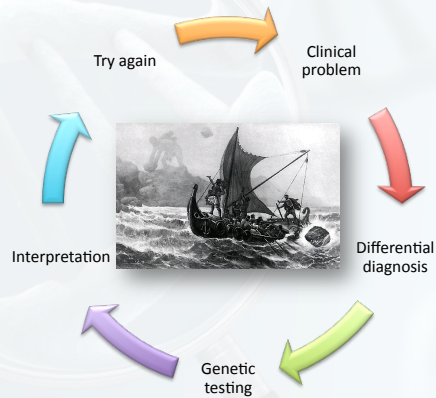 Try again
Clinical
problem
Differential
diagnosis
Genetic
testing
Interpretation